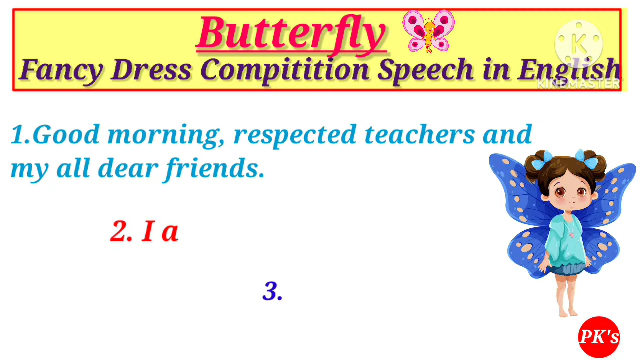 Butterfly
Fancy Dress Compitition Speech in English
K
KINEMASTER
1.Good morning, respected teachers and
my all dear friends.
2. I a
3.
PK's